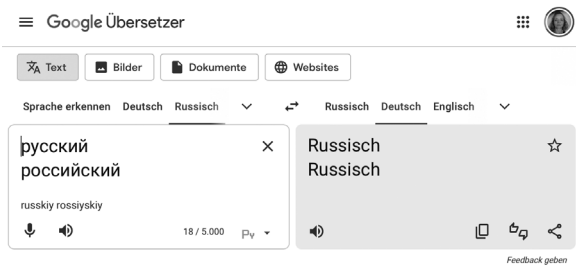 Google Übersetzer
Text Bilder Dokumente Websites
Sprache erkennen Deutsch Russisch Russisch Deutsch Englisch
русский
российский
russkiy rossiyskiy
18 / 5.000 Ру
Russisch
Russisch
Feedback geben